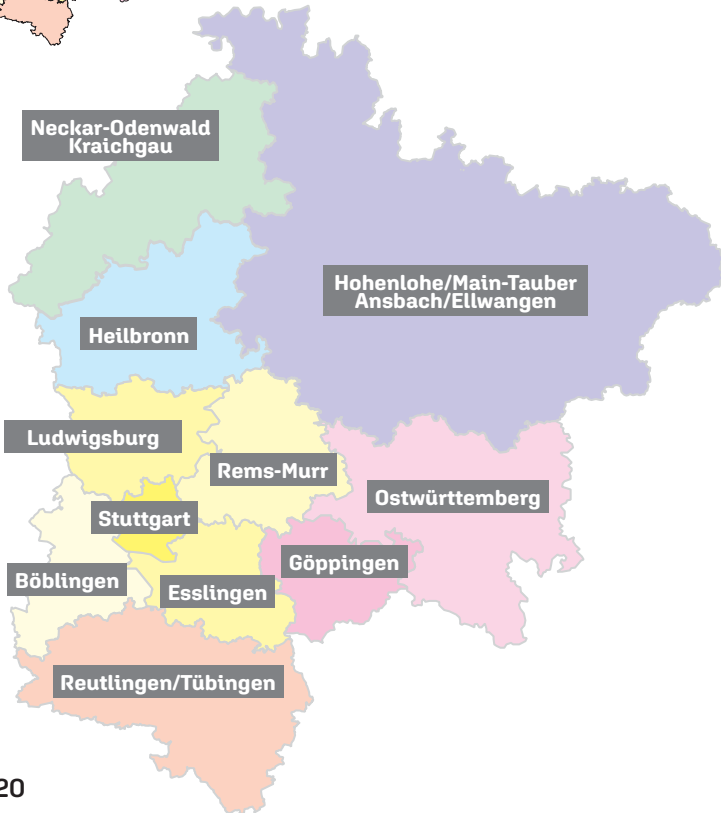 Neckar-Odenwald
Kraichgau
Hohenlohe/Main-Tauber
Ansbach/Ellwangen
Heilbronn
Ludwigsburg
Rems-Murr
Ostwürttemberg
Stuttgart
Göppingen
Böblingen
Esslingen
Reutlingen/Tübingen
20